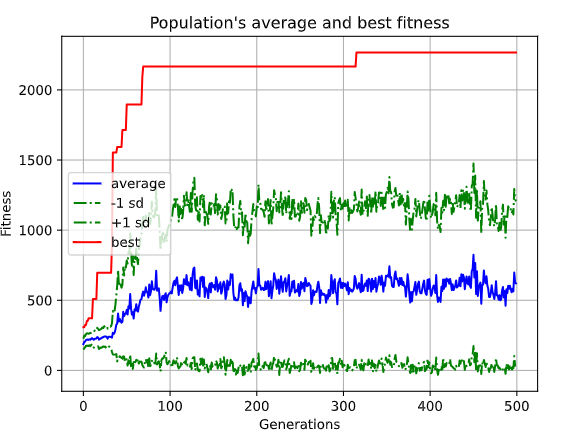 Population's average and best fitness
Fitness
2000
1500
1000
500
0
average
-1 sd
+1 sd
best
0 100 200 300 400 500
Generations